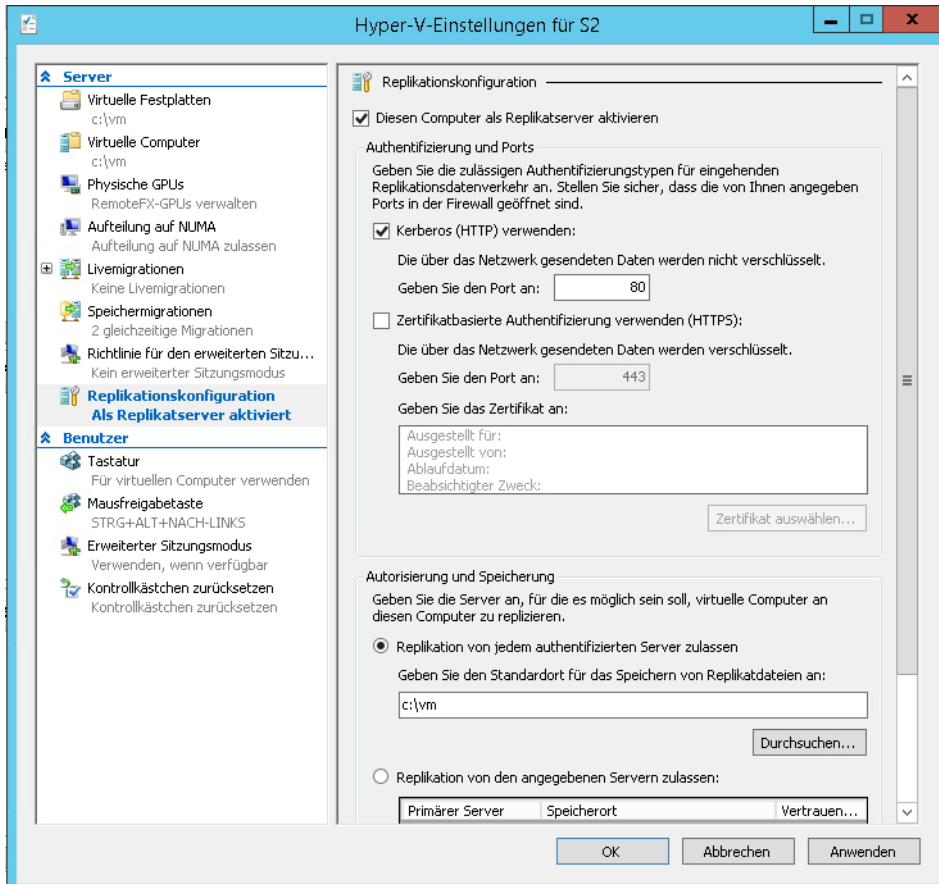 Hyper-V-Einstellungen für S2
Server
Virtuelle Festplatten
c:\vm
Virtuelle Computer
c:\vm
Physische GPUs
RemoteFX-GPUs verwalten
Aufteilung auf NUMA
Aufteilung auf NUMA zulassen
Livemigrationen
Keine Livemigrationen
Speichermigrationen
2 gleichzeitige Migrationen
Richtlinie für den erweiterten Sitzu...
Kein erweiterter Sitzungsmodus
Replikationskonfiguration
Als Replikatserver aktiviert
Benutzer
Tastatur
Für virtuellen Computer verwenden
Mausfreigabetaste
STRG+ALT+NACH-LINKS
Erweiterter Sitzungsmodus
Verwenden, wenn verfügbar
Kontrollkästchen zurücksetzen
Kontrollkästchen zurücksetzen
Replikationskonfiguration
Diesen Computer als Replikatserver aktivieren
Authentifizierung und Ports
Geben Sie die zulässigen Authentifizierungstypen für eingehenden
Replikationsdatenverkehr an. Stellen Sie sicher, dass die von Ihnen angegeben
Ports in der Firewall geöffnet sind.
Kerberos (HTTP) verwenden:
Die über das Netzwerk gesendeten Daten werden nicht verschlüsselt.
Geben Sie den Port an: 80
Zertifikatbasierte Authentifizierung verwenden (HTTPS):
Die über das Netzwerk gesendeten Daten werden verschlüsselt.
Geben Sie den Port an: 443
Geben Sie das Zertifikat an:
Ausgestellt für:
Ausgestellt von:
Ablaufdatum:
Beabsichtigter Zweck:
Zertifikat auswählen...
Autorisierung und Speicherung
Geben Sie die Server an, für die es möglich sein soll, virtuelle Computer an
diesen Computer zu replizieren.
Replikation von jedem authentifizierten Server zulassen
Geben Sie den Standardort für das Speichern von Replikatdateien an:
c:\vm
Durchsuchen...
Replikation von den angegebenen Servern zulassen:
Primärer Server Speicherort Vertrauen...
OK Abbrechen Anwenden